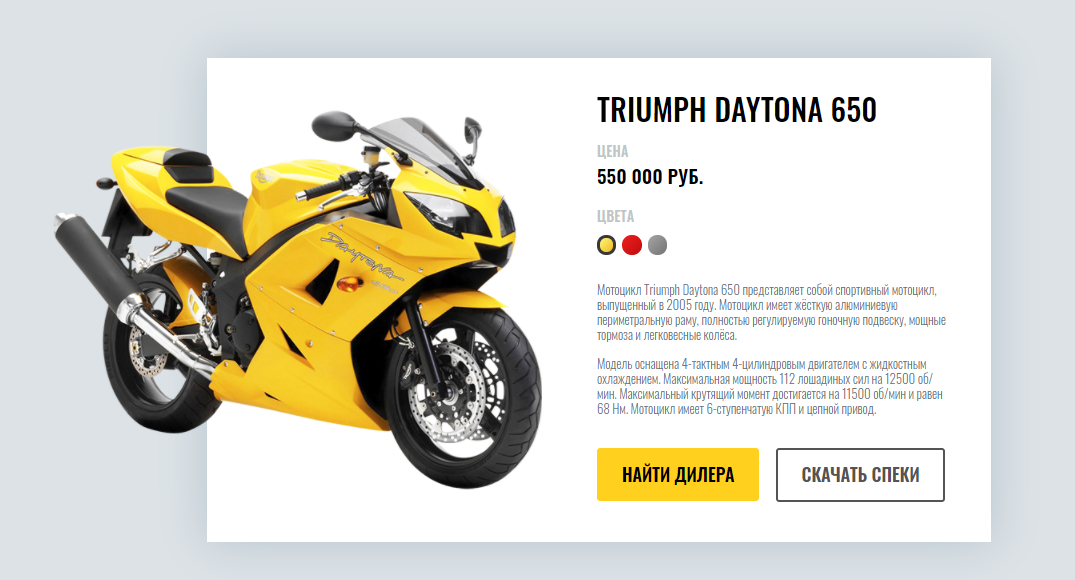 TRIUMPH DAYTONA 650
ЦЕНА
550 000 РУБ.
ЦВЕТА
Мотоцикл Triumph Daytona 650 представляет собой спортивный мотоцикл,
выпущенный в 2005 году. Мотоцикл имеет жёсткую алюминиевую
периметральную раму, полностью регулируемую гоночную подвеску, мощные
тормоза и легковесные колёса.
Модель оснащена 4-тактным 4-цилиндровым двигателем с жидкостным
охлаждением. Максимальная мощность 112 лошадиных сил на 12500 об/
мин. Максимальный крутящий момент достигается на 11500 об/мин и равен
68 Нм. Мотоцикл имеет 6-ступенчатую КПП и цепной привод.
НАЙТИ ДИЛЕРА
СКАЧАТЬ СПЕКИ
DAYTONA